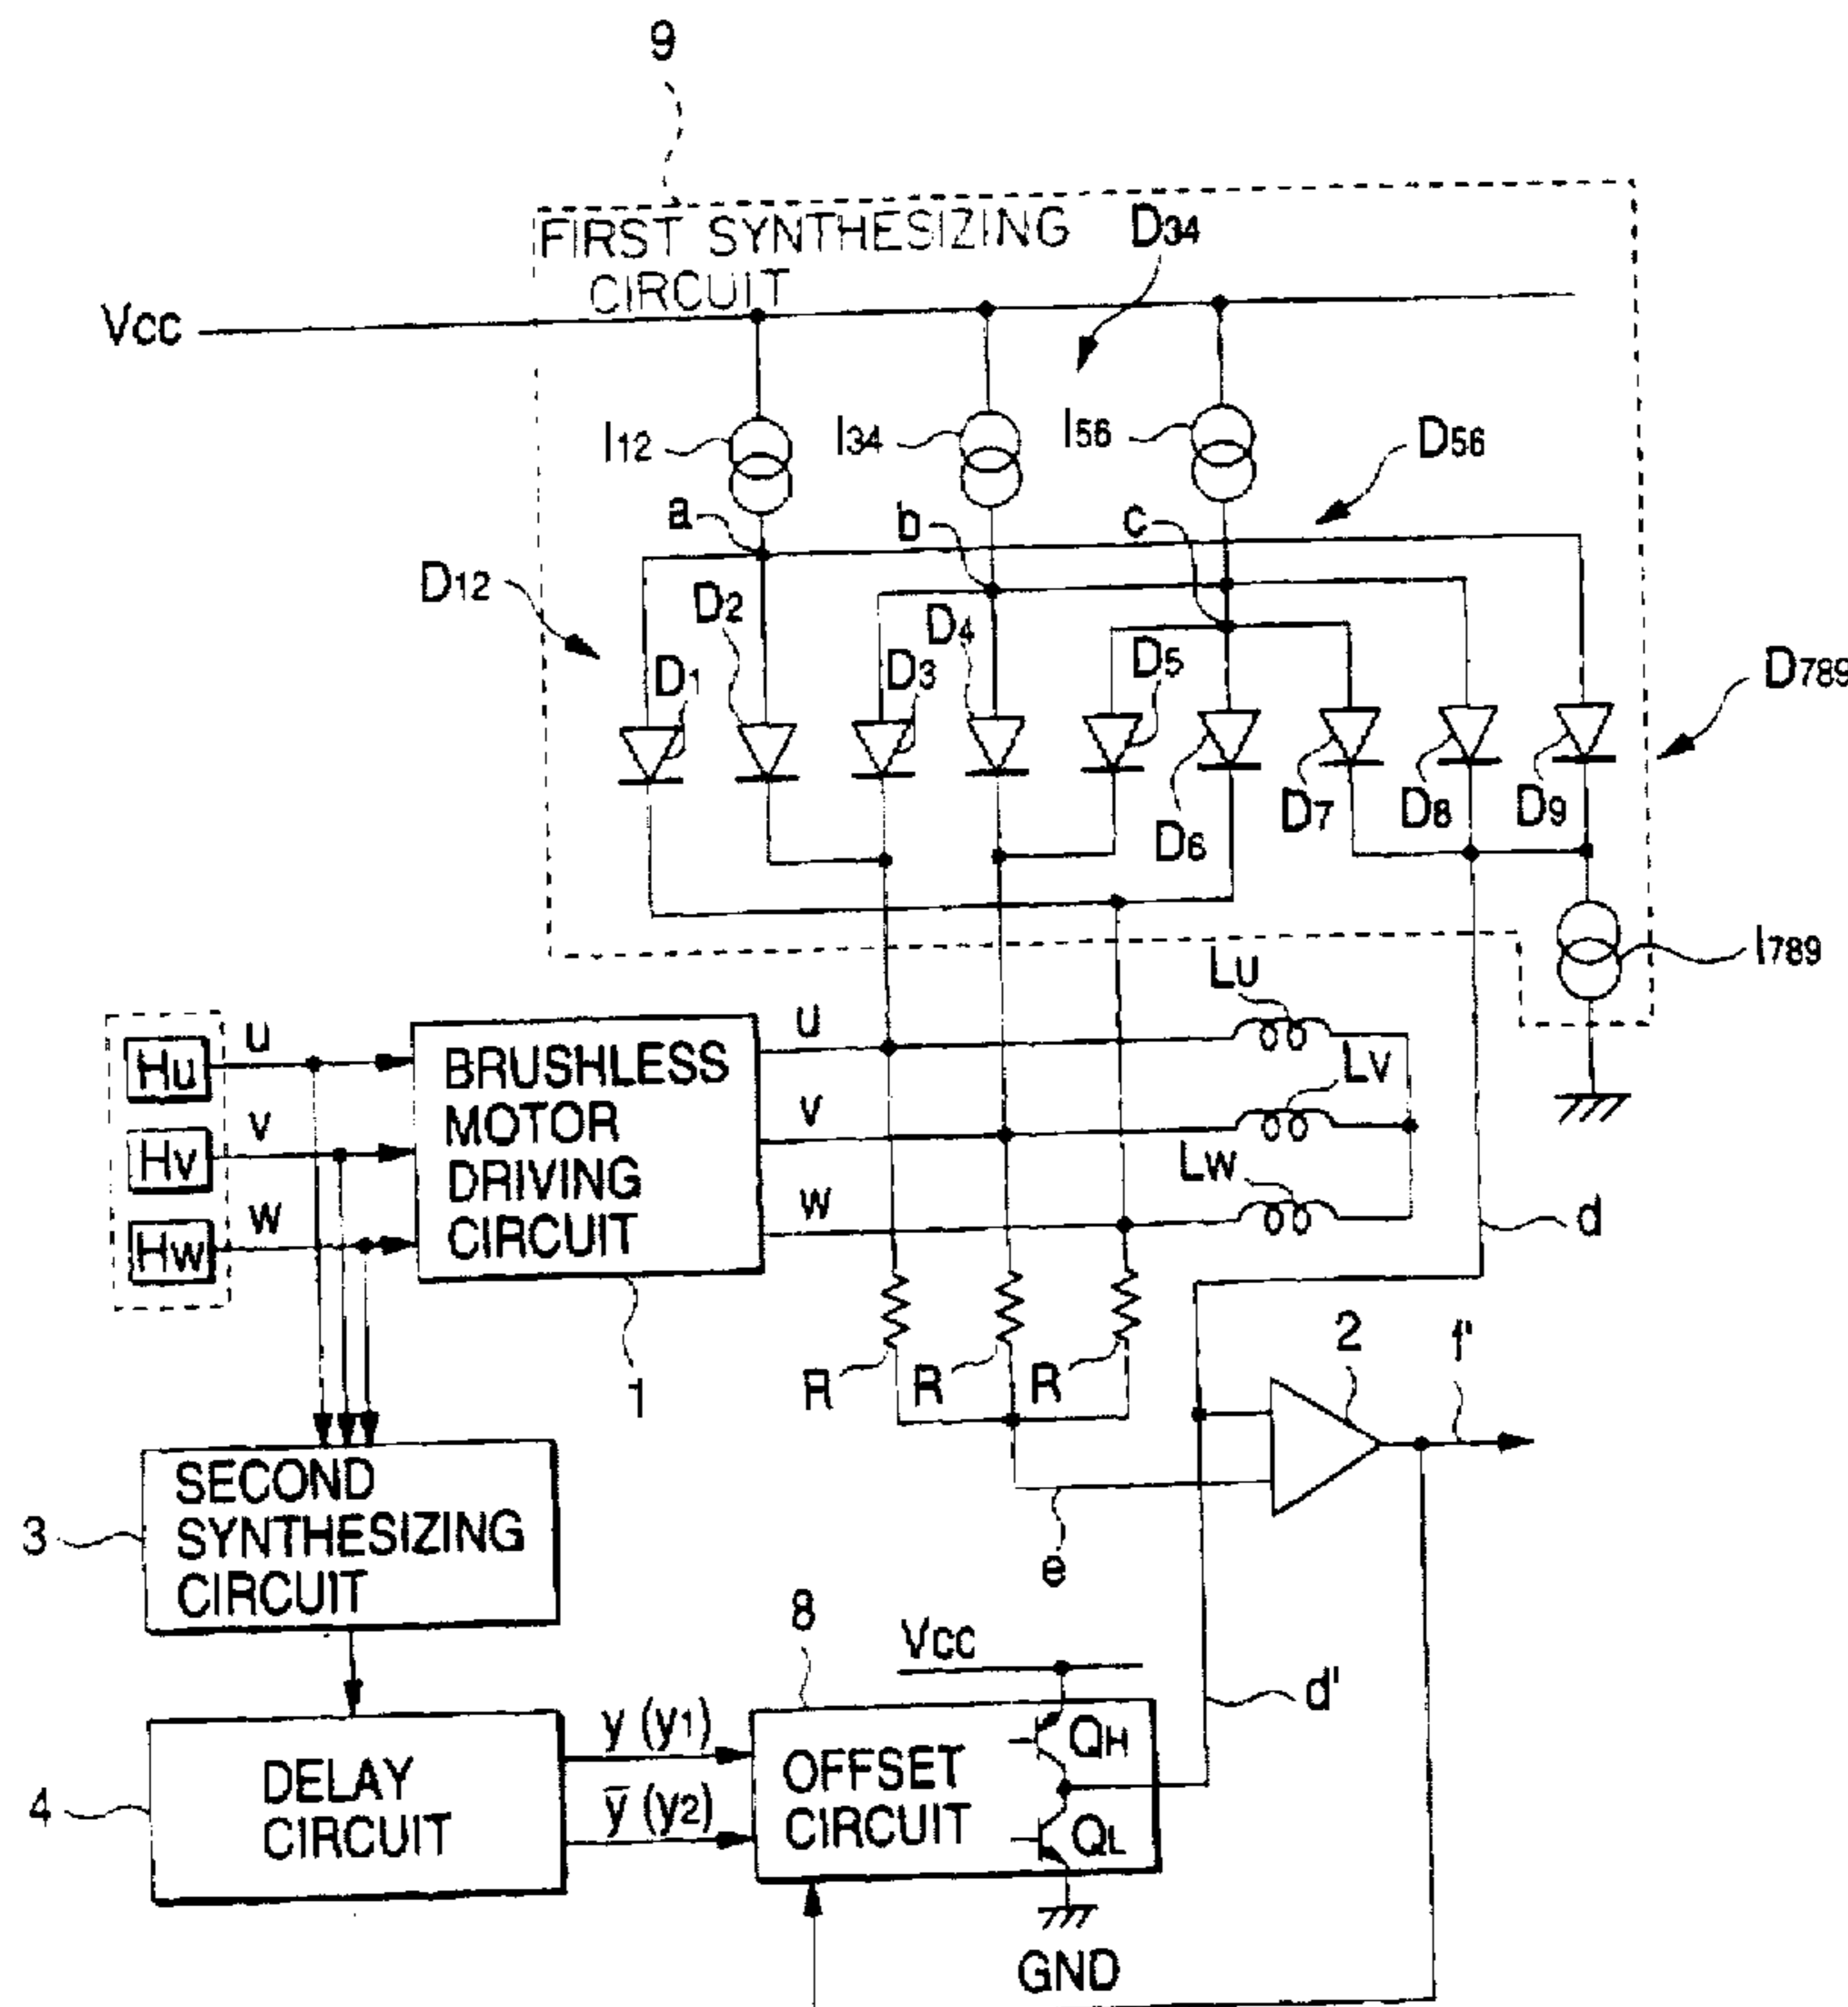 9
FIRST SYNTHESIZING
CIRCUIT
D34
Vcc
I12
I34
I56
D56
a
b
c
D12
D2
D4
D1
D3
D5
D789
D6
D7
D8
D9
I789
Lu
Hu
u
BRUSHLESS
MOTOR
DRIVING
CIRCUIT
u
Lv
Hv
v
v
Lw
Hw
w
w
d
1
R
R
R
2
f'
SECOND
SYNTHESIZING
CIRCUIT
3
e
8
Vcc
d'
DELAY
CIRCUIT
4
y (y1)
y̅ (y2)
OFFSET
CIRCUIT
QH
QL
GND